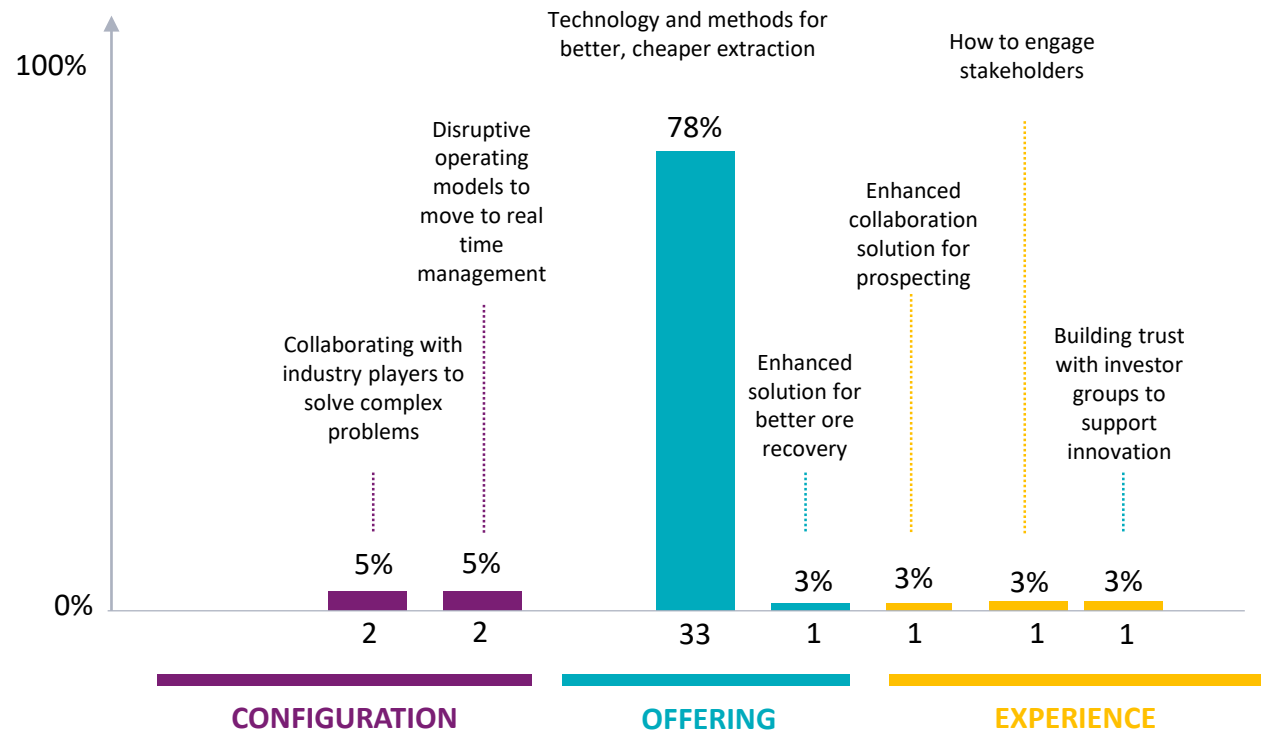 Technology and methods for
better, cheaper extraction
How to engage
stakeholders
100%
78%
Disruptive
operating
models to
move to real
time
management
Enhanced
collaboration
solution for
prospecting
Collaborating with
industry players to
solve complex
problems
Enhanced
solution for
better ore
recovery
Building trust
with investor
groups to
support
innovation
5%
5%
3%
3%
3%
3%
0%
2
2
33
1
1
1
1
CONFIGURATION
OFFERING
EXPERIENCE